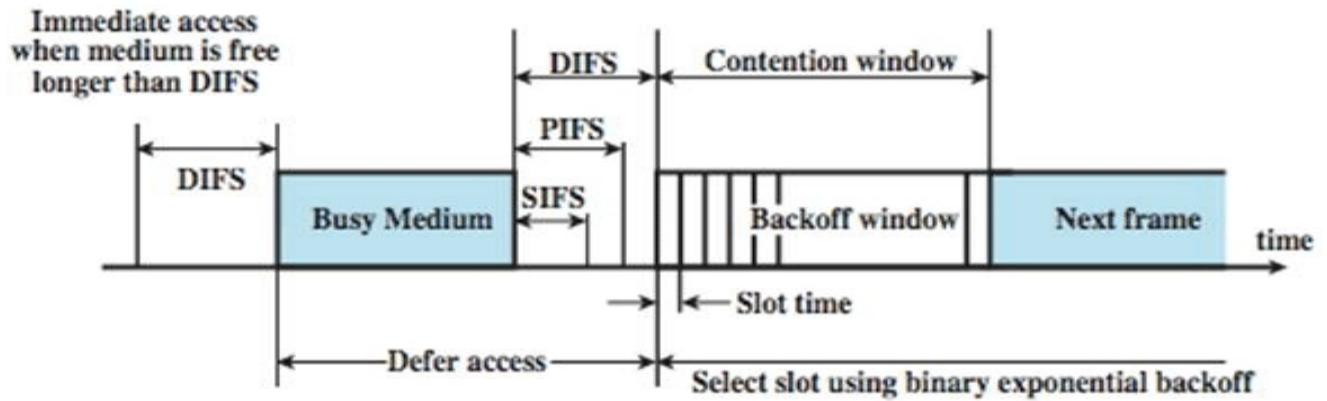 Immediate access
when medium is free
longer than DIFS
DIFS
Contention window
PIFS
DIFS
SIFS
Busy Medium
Backoff window
Next frame
time
Slot time
Defer access
Select slot using binary exponential backoff